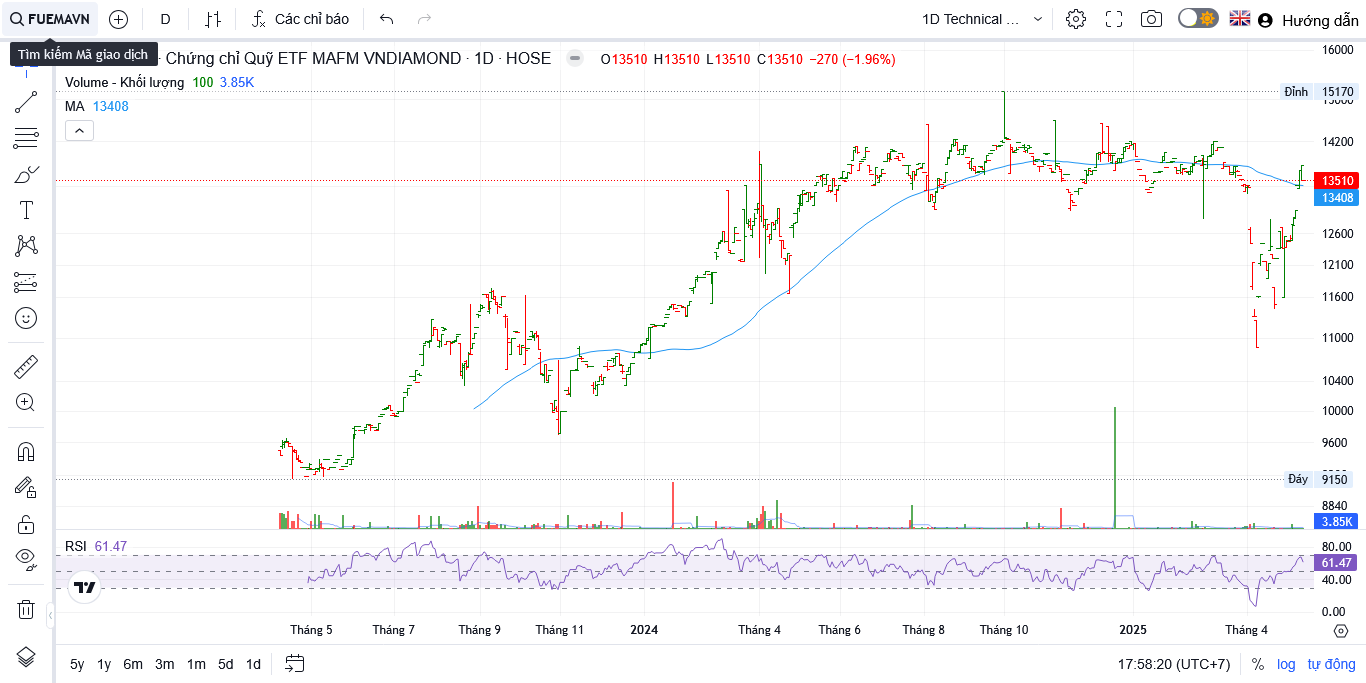 FUEMAVN
D
Các chỉ báo
1D Technical ...
Hướng dẫn
Tìm kiếm Mã giao dịch
· Chứng chỉ Quỹ ETF MAFM VNDIAMOND · 1D · HOSE
O13510 H13510 L13510 C13510 −270 (−1.96%)
Volume - Khối lượng 100 3.85K
MA 13408
16000
Đỉnh 15170
15000
14200
13510
13408
12600
12100
11600
11000
10400
10000
9600
Đáy 9150
8840
3.85K
RSI 61.47
80.00
61.47
40.00
0.00
Tháng 5 Tháng 7 Tháng 9 Tháng 11 2024 Tháng 4 Tháng 6 Tháng 8 Tháng 10 2025 Tháng 4
5y 1y 6m 3m 1m 5d 1d
17:58:20 (UTC+7) % log tự động